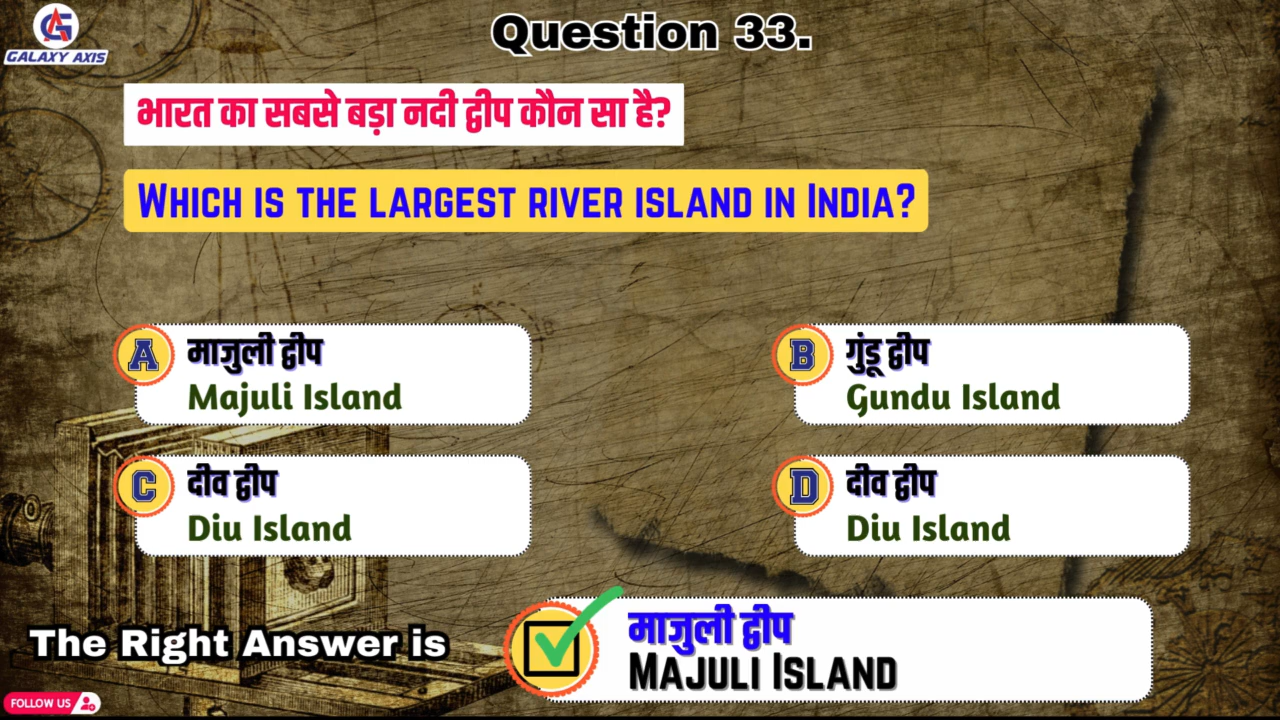 Question 33.
GALAXY AXIS
भारत का सबसे बड़ा नदी द्वीप कौन सा है?
Which is the largest river island in India?
A
माजुली द्वीप
Majuli Island
B
गुंडू द्वीप
Gundu Island
C
दीव द्वीप
Diu Island
D
दीव द्वीप
Diu Island
The Right Answer is
माजुली द्वीप
Majuli Island
FOLLOW US